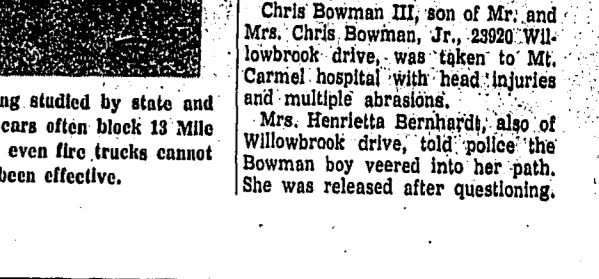 ng studied by state and
cars often block 13 Mile
even fire trucks cannot
been effective.
Chris Bowman III, son of Mr. and
Mrs. Chris Bowman, Jr., 23920 Wil-
lowbrook drive, was taken to Mt.
Carmel hospital with head injuries
and multiple abrasions.
Mrs. Henrietta Bernhardt, also of
Willowbrook drive, told police the
Bowman boy veered into her path.
She was released after questioning.